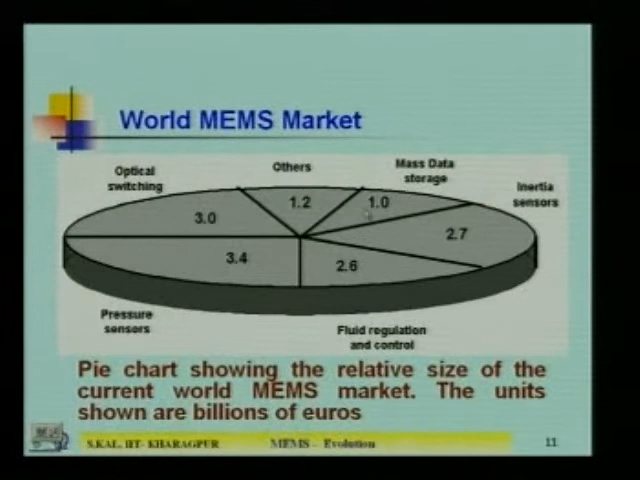 World MEMS Market
Optical
switching
Others
Mass Data
storage
Inertia
sensors
3.0
1.2
1.0
2.7
3.4
2.6
Pressure
sensors
Fluid regulation
and control
Pie chart showing the relative size of the
current world MEMS market. The units
shown are billions of euros
S.KAL, IIT- KHARAGPUR
MEMS - Evolution
11